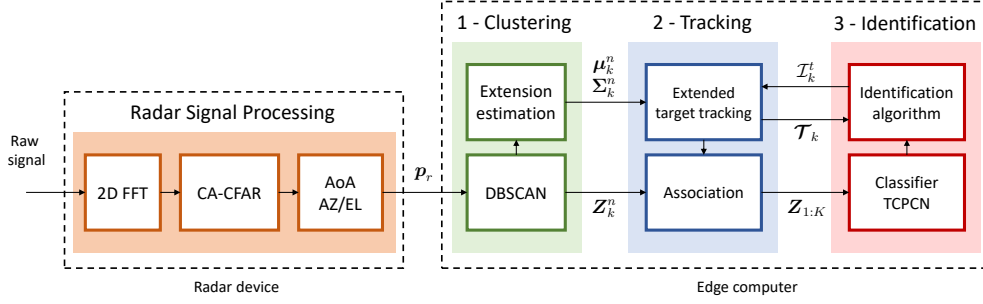 1 - Clustering
2 - Tracking
3 - Identification
Radar Signal Processing
Raw
signal
2D FFT
CA-CFAR
AoA
AZ/EL
𝒑_r
Extension
estimation
DBSCAN
𝝁_k^n
𝚺_k^n
𝒁_k^n
Extended
target tracking
Association
ℐ_k^t
𝓣_k
𝒁_{1:K}
Identification
algorithm
Classifier
TCPCN
Radar device
Edge computer